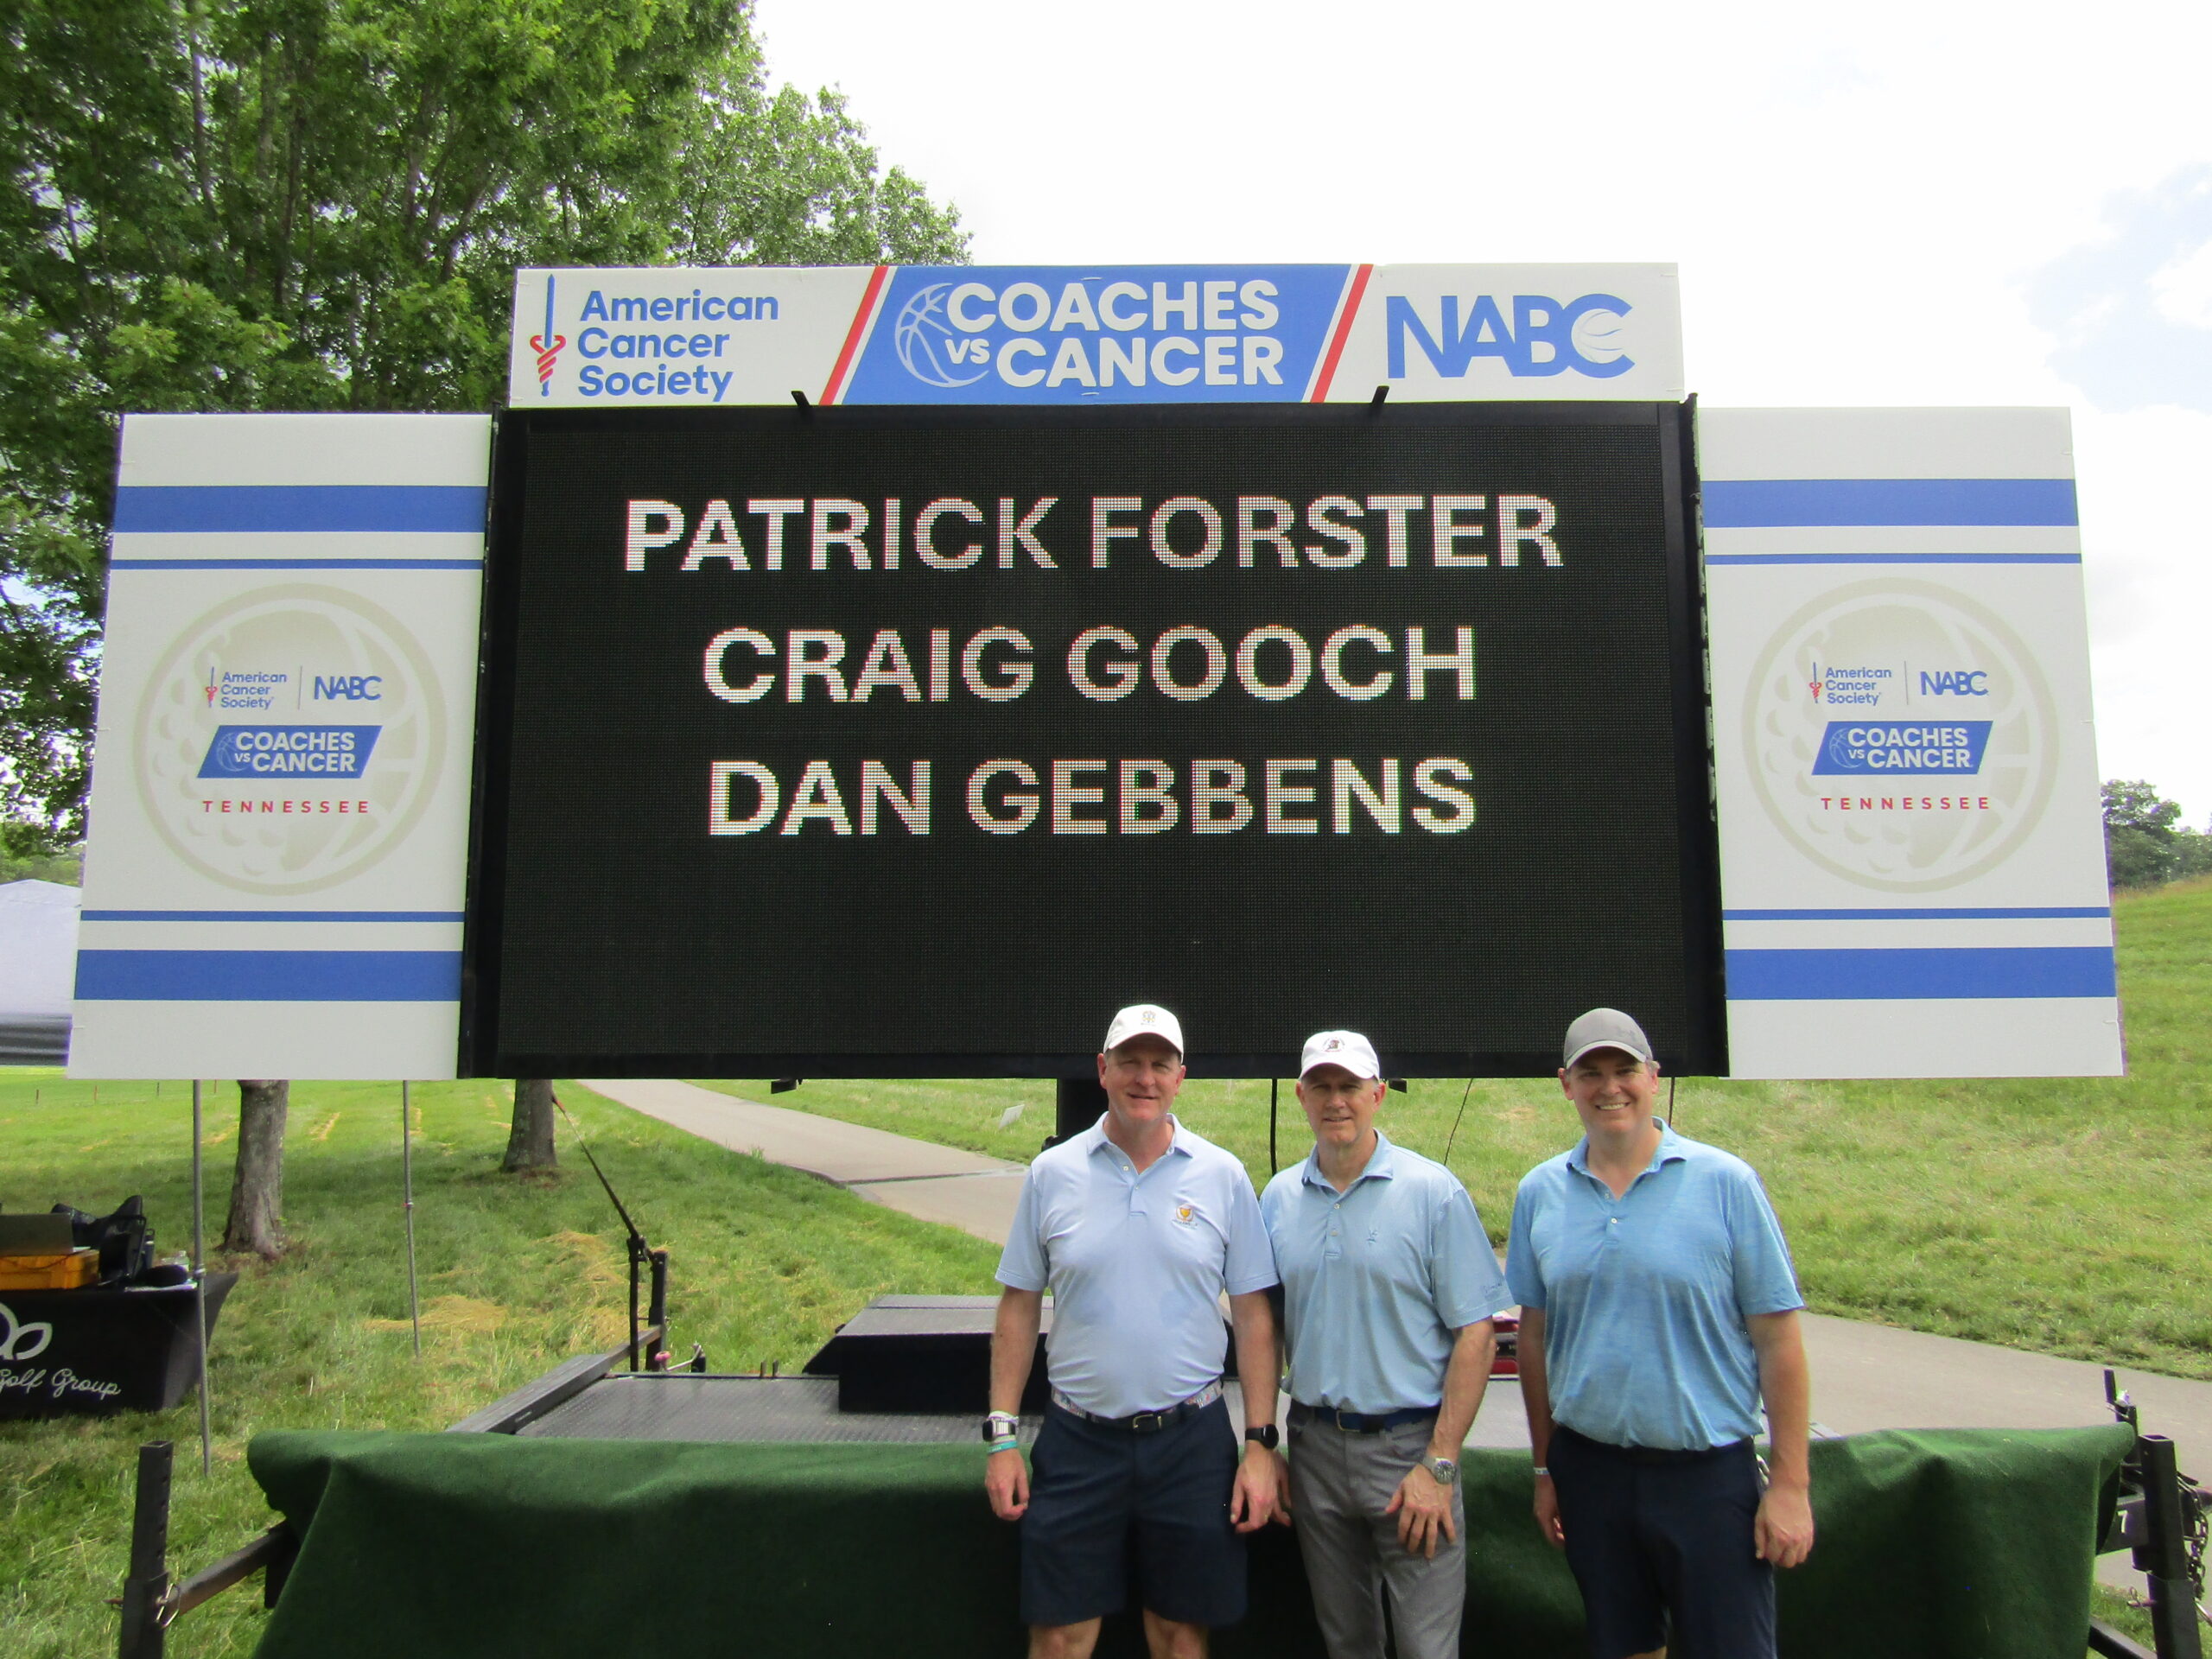 American
Cancer
Society
COACHES
VS CANCER
NABC
PATRICK FORSTER
CRAIG GOOCH
DAN GEBBENS
American
Cancer
Society
NABC
COACHES
VS CANCER
TENNESSEE
American
Cancer
Society
NABC
COACHES
VS CANCER
TENNESSEE
Golf Group